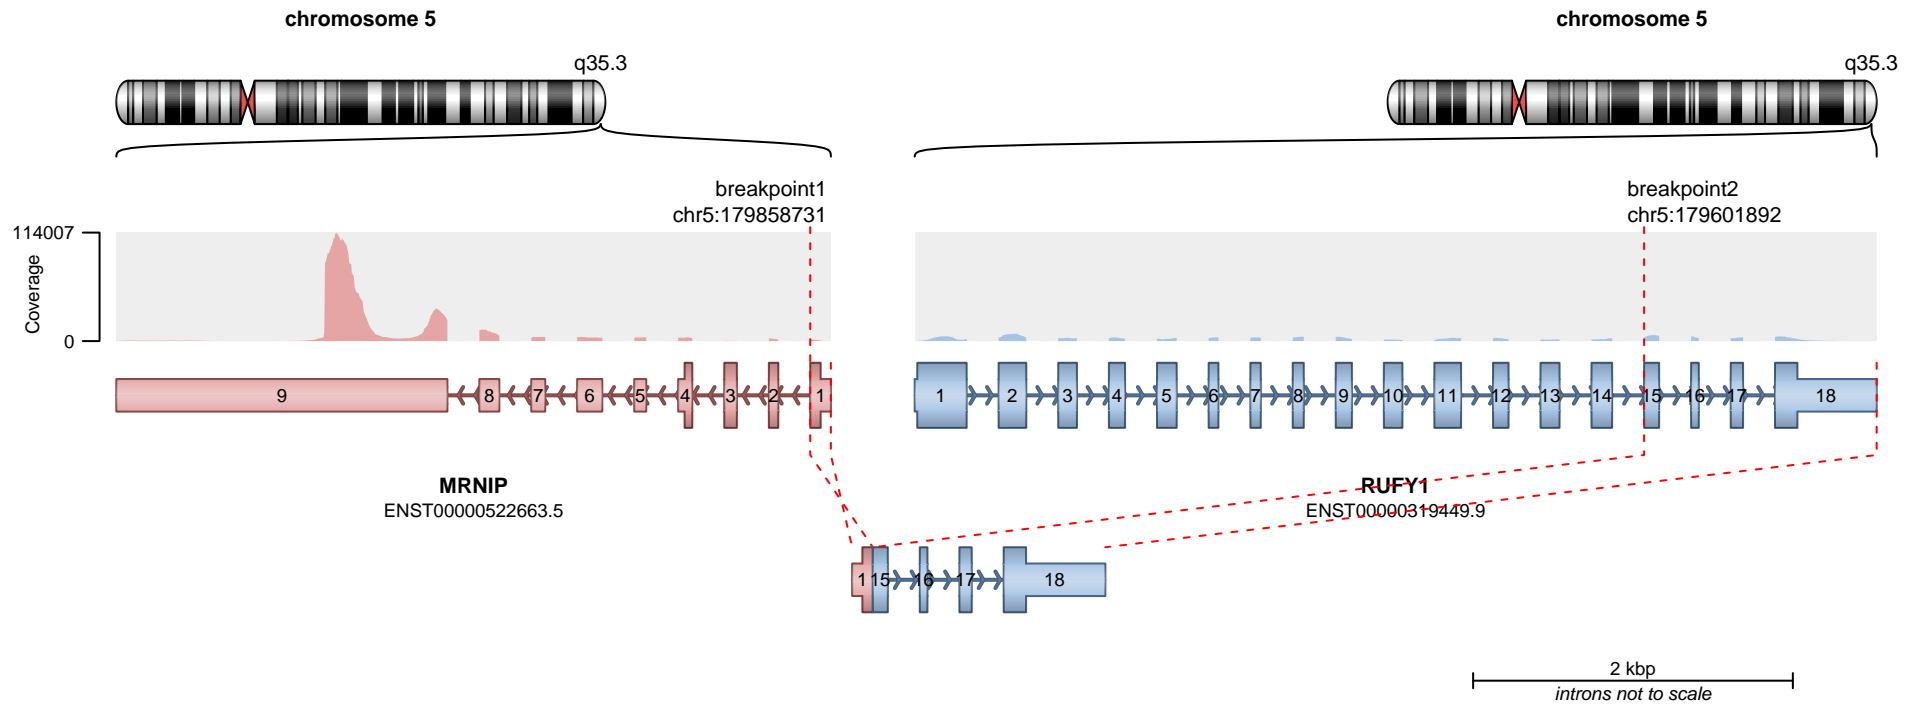 chromosome 5
chromosome 5
q35.3
q35.3
breakpoint1
chr5:179858731
breakpoint2
chr5:179601892
114007
Coverage
0
9 8 7 6 5 4 3 2 1
1 2 3 4 5 6 7 8 9 10 11 12 13 14 15 16 17 18
MRNIP
ENST00000522663.5
RUFY1
ENST00000319449.9
1 15 16 17 18
2 kbp
introns not to scale